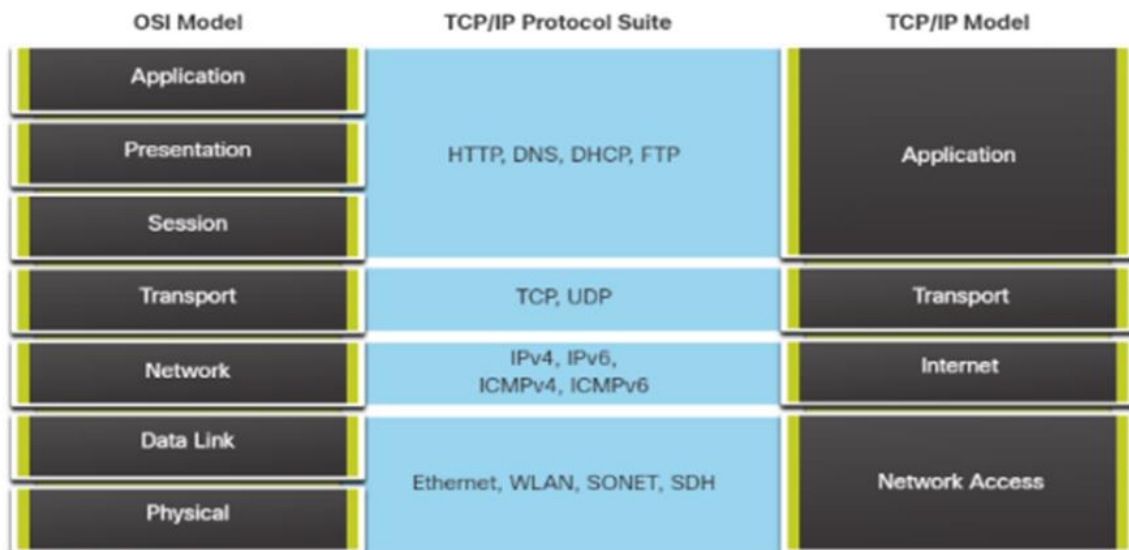 OSI Model
TCP/IP Protocol Suite
TCP/IP Model
Application
Presentation
Session
HTTP, DNS, DHCP, FTP
Application
Transport
TCP, UDP
Transport
Network
IPv4, IPv6,
ICMPv4, ICMPv6
Internet
Data Link
Physical
Ethernet, WLAN, SONET, SDH
Network Access